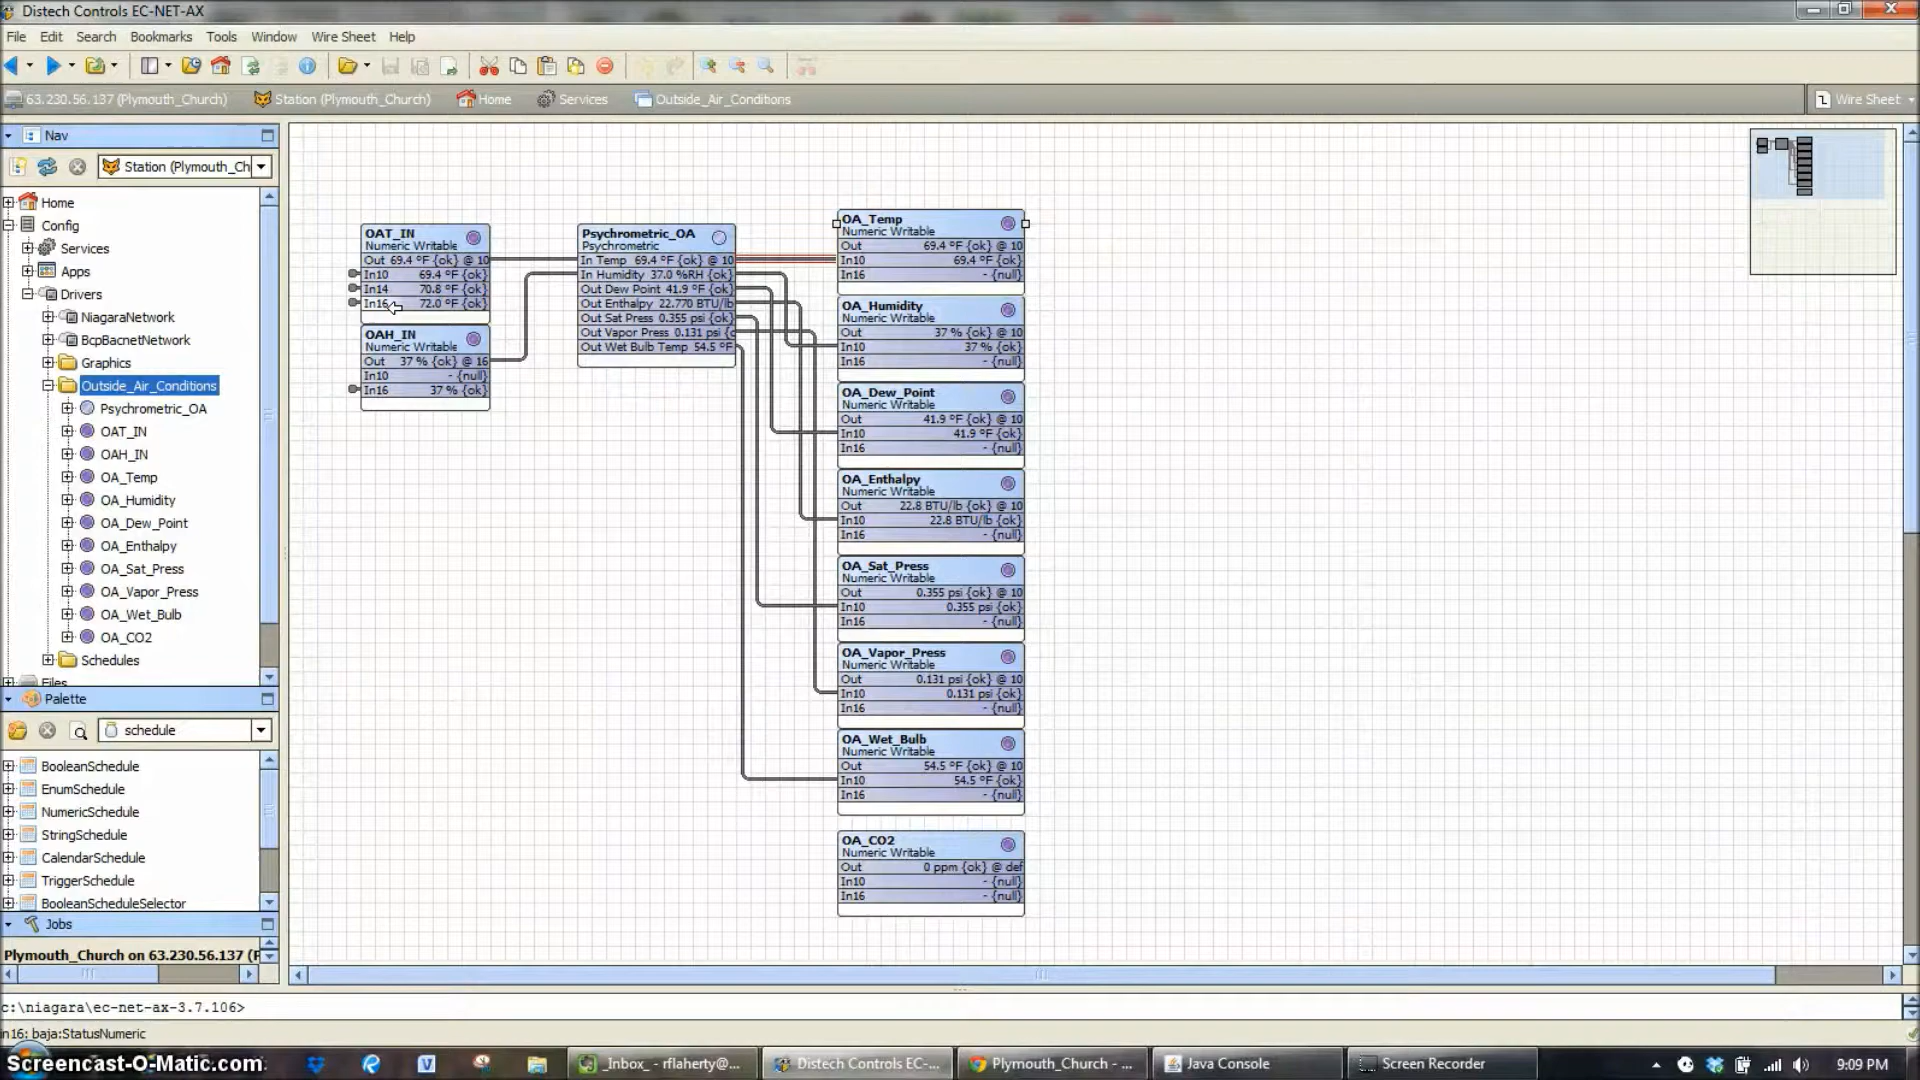 Distech Controls EC-NET-AX
File Edit Search Bookmarks Tools Window Wire Sheet Help
63.230.56.137 (Plymouth_Church) Station (Plymouth_Church) Home Services Outside_Air_Conditions Wire Sheet
Nav
Station (Plymouth_Ch
Home
Config
Services
Apps
Drivers
NiagaraNetwork
BcpBacnetNetwork
Graphics
Outside_Air_Conditions
Psychrometric_OA
OAT_IN
OAH_IN
OA_Temp
OA_Humidity
OA_Dew_Point
OA_Enthalpy
OA_Sat_Press
OA_Vapor_Press
OA_Wet_Bulb
OA_CO2
Schedules
Files
Palette
schedule
BooleanSchedule
EnumSchedule
NumericSchedule
StringSchedule
CalendarSchedule
TriggerSchedule
BooleanScheduleSelector
Jobs
Plymouth_Church on 63.230.56.137 (F
OAT_IN
Numeric Writable
Out 69.4 °F {ok} @ 10
In10 69.4 °F {ok}
In14 70.8 °F {ok}
In16 72.0 °F {ok}
OAH_IN
Numeric Writable
Out 37 % {ok} @ 16
In10 - {null}
In16 37 % {ok}
Psychrometric_OA
Psychrometric
In Temp 69.4 °F {ok} @ 10
In Humidity 37.0 %RH {ok}
Out Dew Point 41.9 °F {ok}
Out Enthalpy 22.770 BTU/lb
Out Sat Press 0.355 psi {ok}
Out Vapor Press 0.131 psi {c
Out Wet Bulb Temp 54.5 °F
OA_Temp
Numeric Writable
Out 69.4 °F {ok} @ 10
In10 69.4 °F {ok}
In16 - {null}
OA_Humidity
Numeric Writable
Out 37 % {ok} @ 10
In10 37 % {ok}
In16 - {null}
OA_Dew_Point
Numeric Writable
Out 41.9 °F {ok} @ 10
In10 41.9 °F {ok}
In16 - {null}
OA_Enthalpy
Numeric Writable
Out 22.8 BTU/lb {ok} @ 10
In10 22.8 BTU/lb {ok}
In16 - {null}
OA_Sat_Press
Numeric Writable
Out 0.355 psi {ok} @ 10
In10 0.355 psi {ok}
In16 - {null}
OA_Vapor_Press
Numeric Writable
Out 0.131 psi {ok} @ 10
In10 0.131 psi {ok}
In16 - {null}
OA_Wet_Bulb
Numeric Writable
Out 54.5 °F {ok} @ 10
In10 54.5 °F {ok}
In16 - {null}
OA_CO2
Numeric Writable
Out 0 ppm {ok} @ def
In10 - {null}
In16 - {null}
c:\niagara\ec-net-ax-3.7.106>
in16: baja:StatusNumeric
Screencast-O-Matic.com
_Inbox_ - rflaherty@... Distech Controls EC-... Plymouth_Church - ... Java Console Screen Recorder 9:09 PM